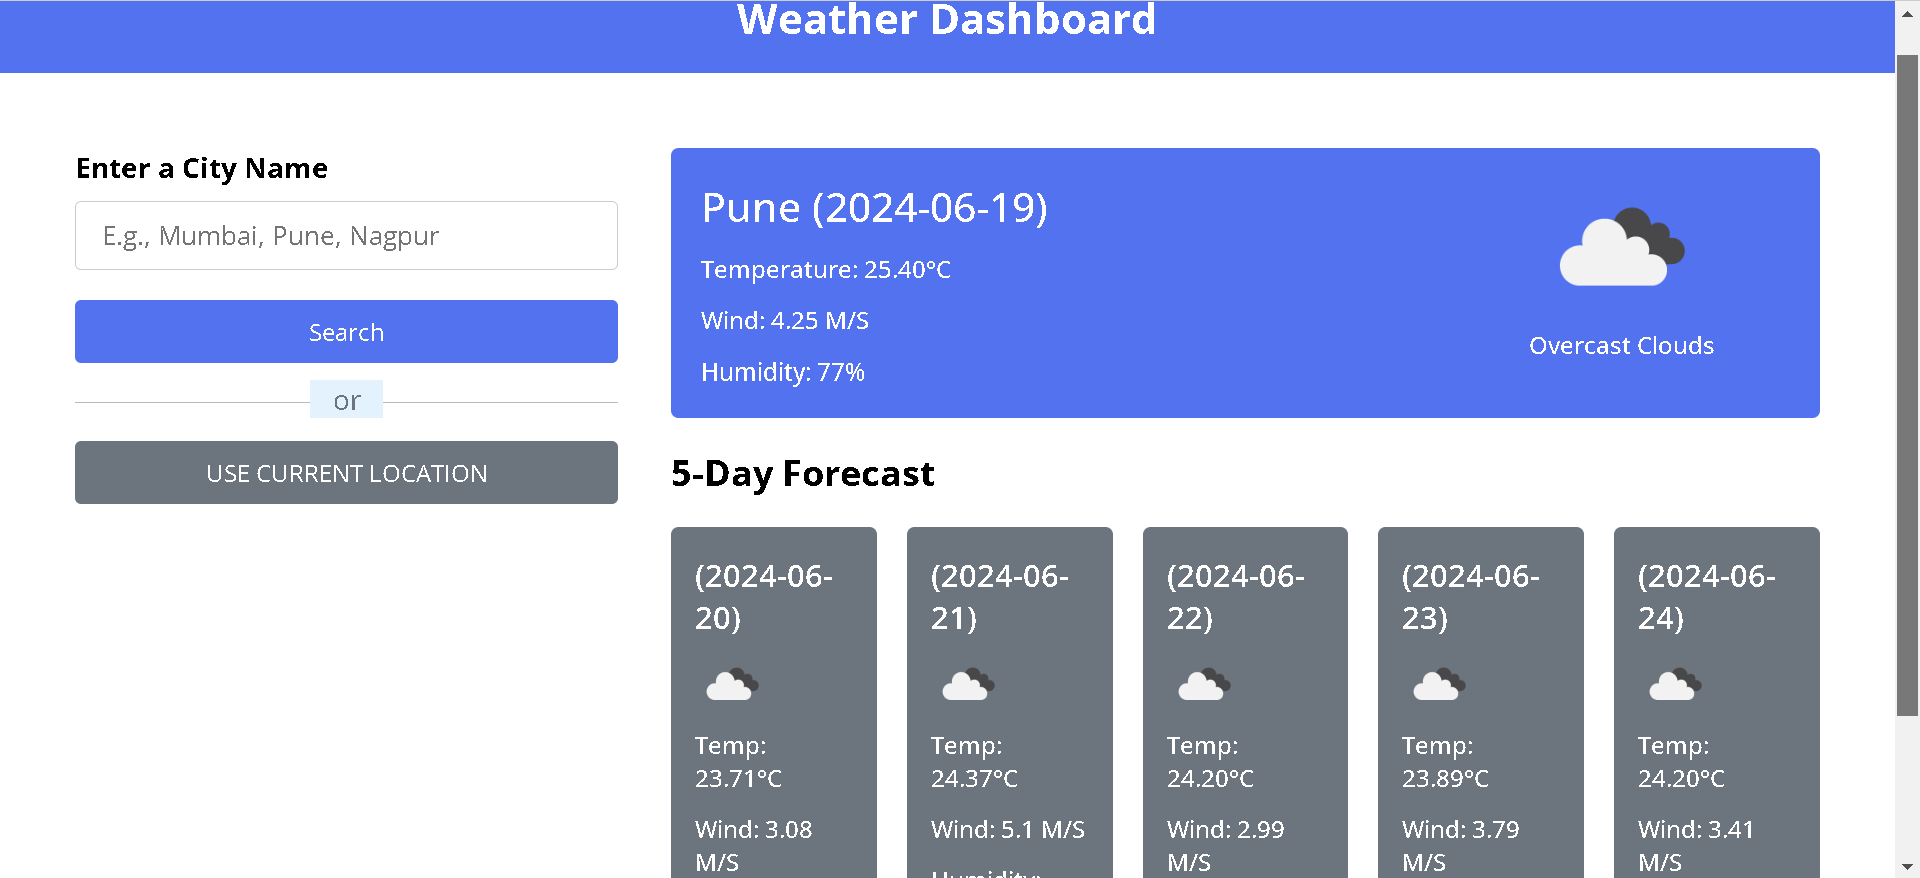 Weather Dashboard
Enter a City Name
E.g., Mumbai, Pune, Nagpur
Search
or
USE CURRENT LOCATION
Pune (2024-06-19)
Temperature: 25.40°C
Wind: 4.25 M/S
Humidity: 77%
Overcast Clouds
5-Day Forecast
(2024-06-
20)
Temp:
23.71°C
Wind: 3.08
M/S
(2024-06-
21)
Temp:
24.37°C
Wind: 5.1 M/S
Humidity:
(2024-06-
22)
Temp:
24.20°C
Wind: 2.99
M/S
(2024-06-
23)
Temp:
23.89°C
Wind: 3.79
M/S
(2024-06-
24)
Temp:
24.20°C
Wind: 3.41
M/S